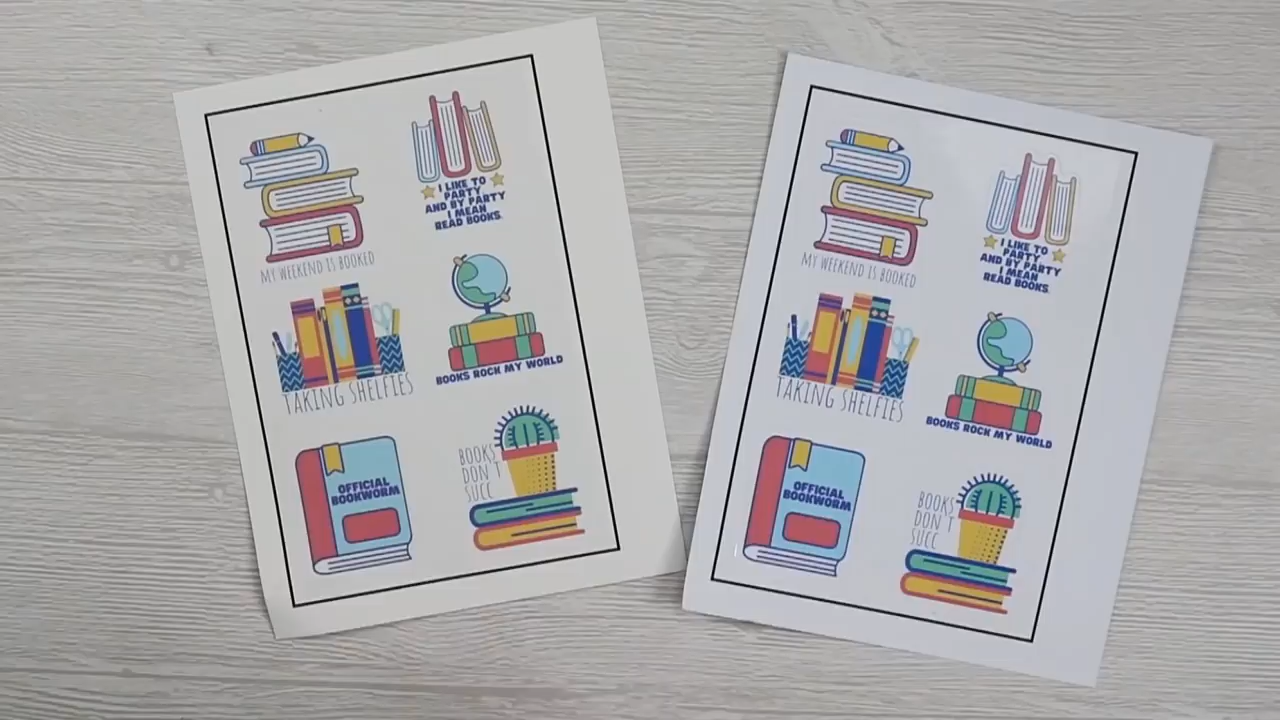 MY WEEKEND IS BOOKED
I LIKE TO
PARTY
AND BY PARTY
I MEAN
READ BOOKS.
TAKING SHELFIES
BOOKS ROCK MY WORLD
OFFICIAL
BOOKWORM
BOOKS
DON'T
SUCC
MY WEEKEND IS BOOKED
I LIKE TO
PARTY
AND BY PARTY
I MEAN
READ BOOKS.
TAKING SHELFIES
BOOKS ROCK MY WORLD
OFFICIAL
BOOKWORM
BOOKS
DON'T
SUCC